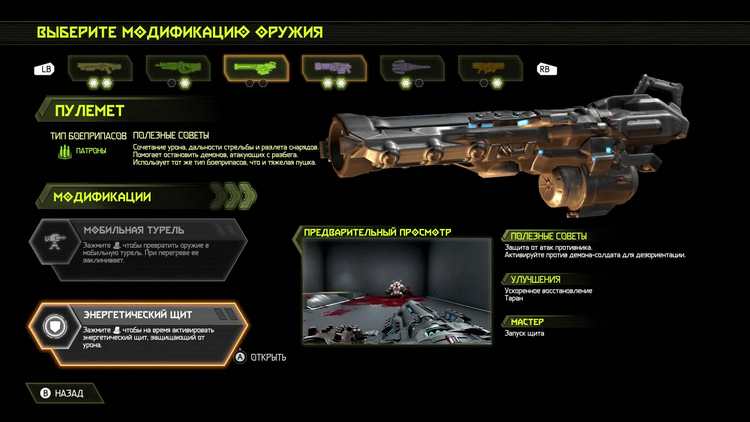 ВЫБЕРИТЕ МОДИФИКАЦИЮ ОРУЖИЯ
LB
RB
ПУЛЕМЕТ
ТИП БОЕПРИПАСОВ
ПАТРОНЫ
ПОЛЕЗНЫЕ СОВЕТЫ
Сочетание урона, дальности стрельбы и разлета снарядов.
Помогает остановить демонов, атакующих с разбега.
Использует тот же тип боеприпасов, что и тяжелая пушка.
МОДИФИКАЦИИ
МОБИЛЬНАЯ ТУРЕЛЬ
Зажмите , чтобы превратить оружие в
мобильную турель. При перегреве ее
заклинивает.
ЭНЕРГЕТИЧЕСКИЙ ЩИТ
Зажмите , чтобы на время активировать
энергетический щит, защищающий от
урона.
A ОТКРЫТЬ
ПРЕДВАРИТЕЛЬНЫЙ ПРОСМОТР
ПОЛЕЗНЫЕ СОВЕТЫ
Защита от атак противника.
Активируйте против демона-солдата для дезориентации.
УЛУЧШЕНИЯ
Ускоренное восстановление
Таран
МАСТЕР
Запуск щита
B НАЗАД